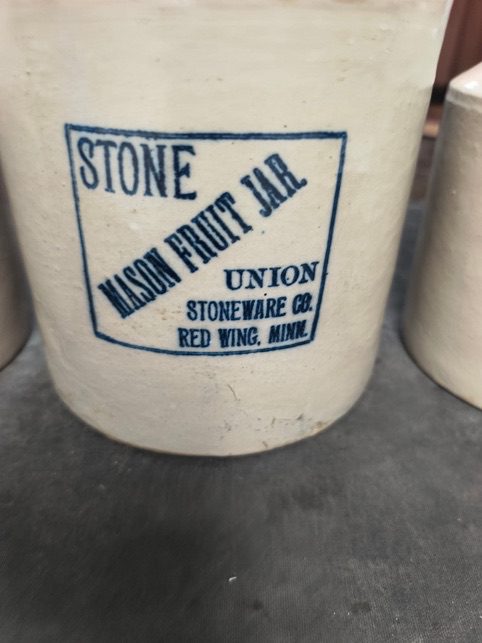 STONE
MASON FRUIT JAR
UNION
STONEWARE CO.
RED WING, MINN.